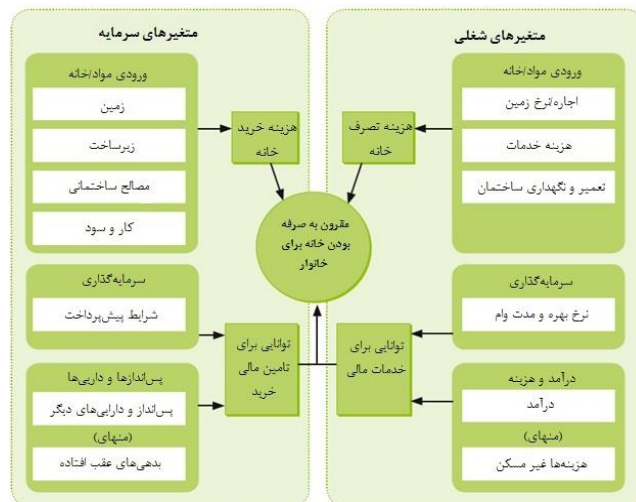 متغیرهای شغلی
ورودی مواد/خانه
اجاره/نرخ زمین
هزینه خدمات
تعمیر و نگهداری ساختمان
سرمایه‌گذاری
نرخ بهره و مدت وام
درآمد و هزینه
درآمد
(منهای)
هزینه‌ها غیر مسکن
هزینه تصرف
خانه
توانایی برای
خدمات مالی
متغیرهای سرمایه
ورودی مواد/خانه
زمین
زیرساخت
مصالح ساختمانی
کار و سود
سرمایه‌گذاری
شرایط پیش‌پرداخت
پس‌اندازها و داریی‌ها
پس‌انداز و دارایی‌های دیگر
(منهای)
بدهی‌های عقب افتاده
هزینه خرید
خانه
توانایی برای
تامین مالی
خرید
مقرون به صرفه
بودن خانه برای
خانوار